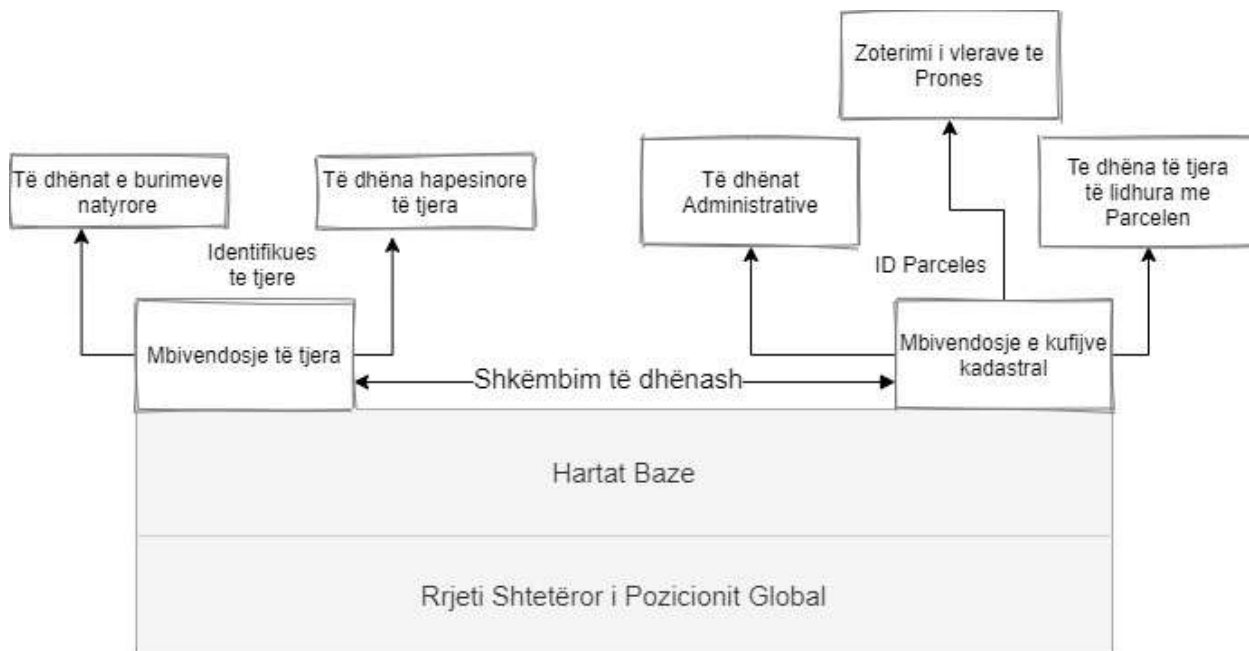 Zoterimi i vlerave te
Prones
Të dhënat e burimeve
natyrore
Të dhëna hapesinore
të tjera
Të dhënat
Administrative
Te dhëna të tjera
të lidhura me
Parcelen
Identifikues
te tjere
ID Parceles
Mbivendosje të tjera
Mbivendosje e kufijve
kadastral
Shkëmbim të dhënash
Hartat Baze
Rrjeti Shtetëror i Pozicionit Global